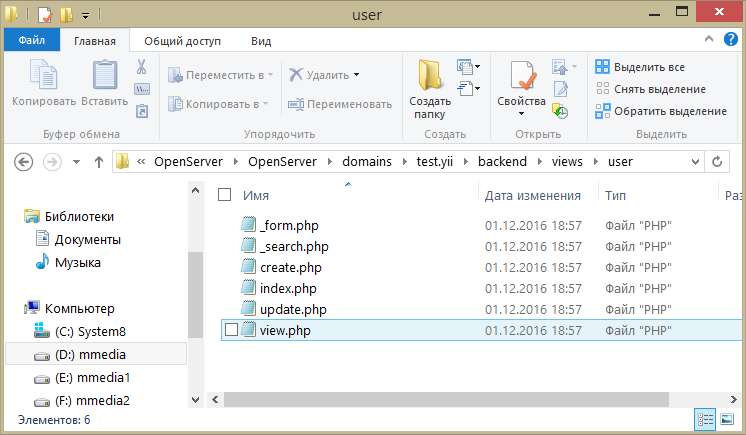 user
Файл Главная Общий доступ Вид
Копировать Вставить Переместить в Удалить Создать папку Свойства Выделить все
Копировать в Переименовать Снять выделение
Обратить выделение
Буфер обмена Упорядочить Создать Открыть Выделить
« OpenServer OpenServer domains test.yii backend views user
Имя Дата изменения Тип Раз
Библиотеки
Документы
Музыка
Компьютер
(C:) System8
(D:) mmedia
(E:) mmedia1
(F:) mmedia2
_form.php 01.12.2016 18:57 Файл "PHP"
_search.php 01.12.2016 18:57 Файл "PHP"
create.php 01.12.2016 18:57 Файл "PHP"
index.php 01.12.2016 18:57 Файл "PHP"
update.php 01.12.2016 18:57 Файл "PHP"
view.php 01.12.2016 18:57 Файл "PHP"
Элементов: 6